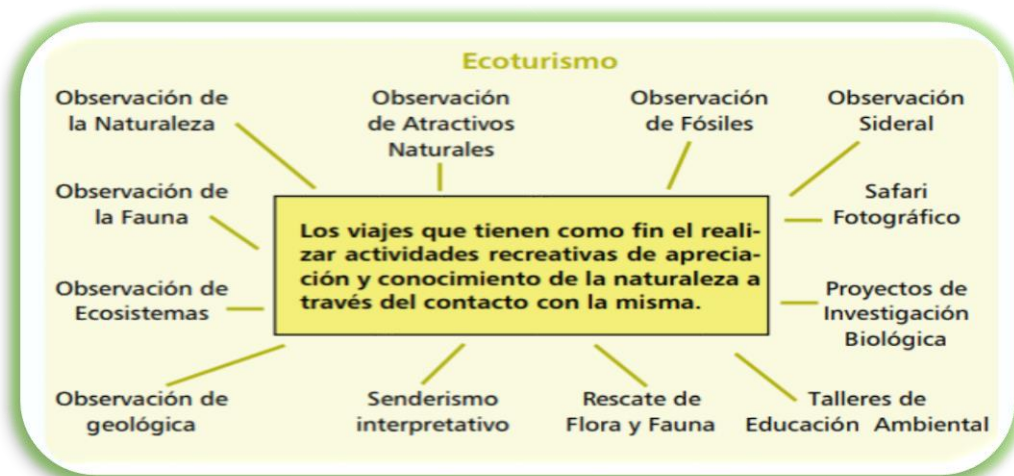 Ecoturismo
Observación de
la Naturaleza
Observación
de Atractivos
Naturales
Observación
de Fósiles
Observación
Sideral
Observación de
la Fauna
Safari
Fotográfico
Los viajes que tienen como fin el reali-
zar actividades recreativas de aprecia-
ción y conocimiento de la naturaleza a
través del contacto con la misma.
Observación de
Ecosistemas
Proyectos de
Investigación
Biológica
Observación de
geológica
Senderismo
interpretativo
Rescate de
Flora y Fauna
Talleres de
Educación Ambiental